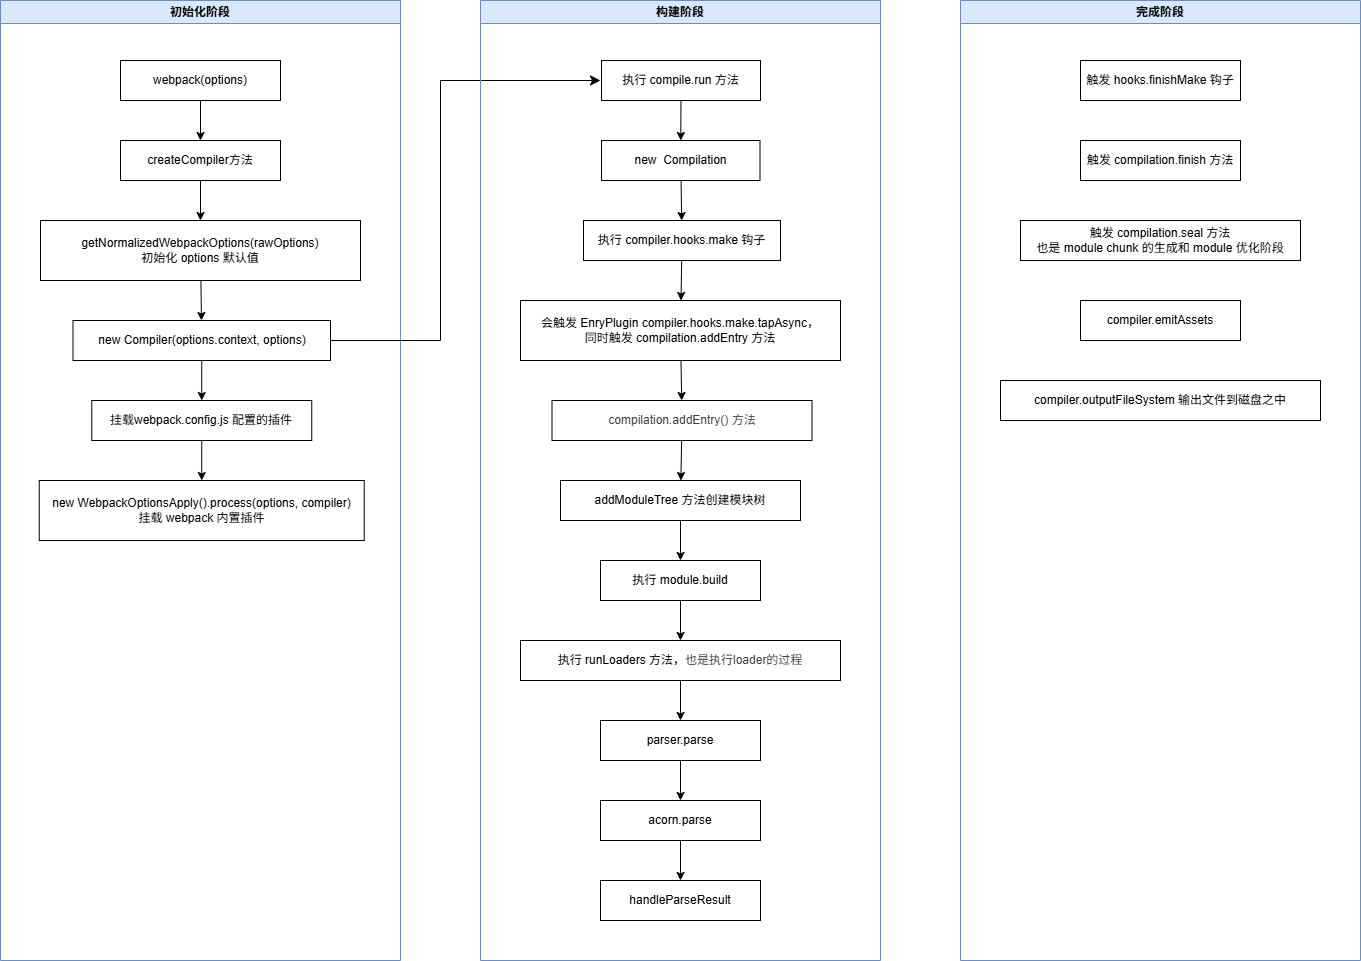 初始化阶段
webpack(options)
createCompiler方法
getNormalizedWebpackOptions(rawOptions)
初始化 options 默认值
new Compiler(options.context, options)
挂载webpack.config.js 配置的插件
new WebpackOptionsApply().process(options, compiler)
挂载 webpack 内置插件
构建阶段
执行 compile.run 方法
new  Compilation
执行 compiler.hooks.make 钩子
会触发 EnryPlugin compiler.hooks.make.tapAsync，
同时触发 compilation.addEntry 方法
compilation.addEntry() 方法
addModuleTree 方法创建模块树
执行 module.build
执行 runLoaders 方法，也是执行loader的过程
parser.parse
acorn.parse
handleParseResult
完成阶段
触发 hooks.finishMake 钩子
触发 compilation.finish 方法
触发 compilation.seal 方法
也是 module chunk 的生成和 module 优化阶段
compiler.emitAssets
compiler.outputFileSystem 输出文件到磁盘之中